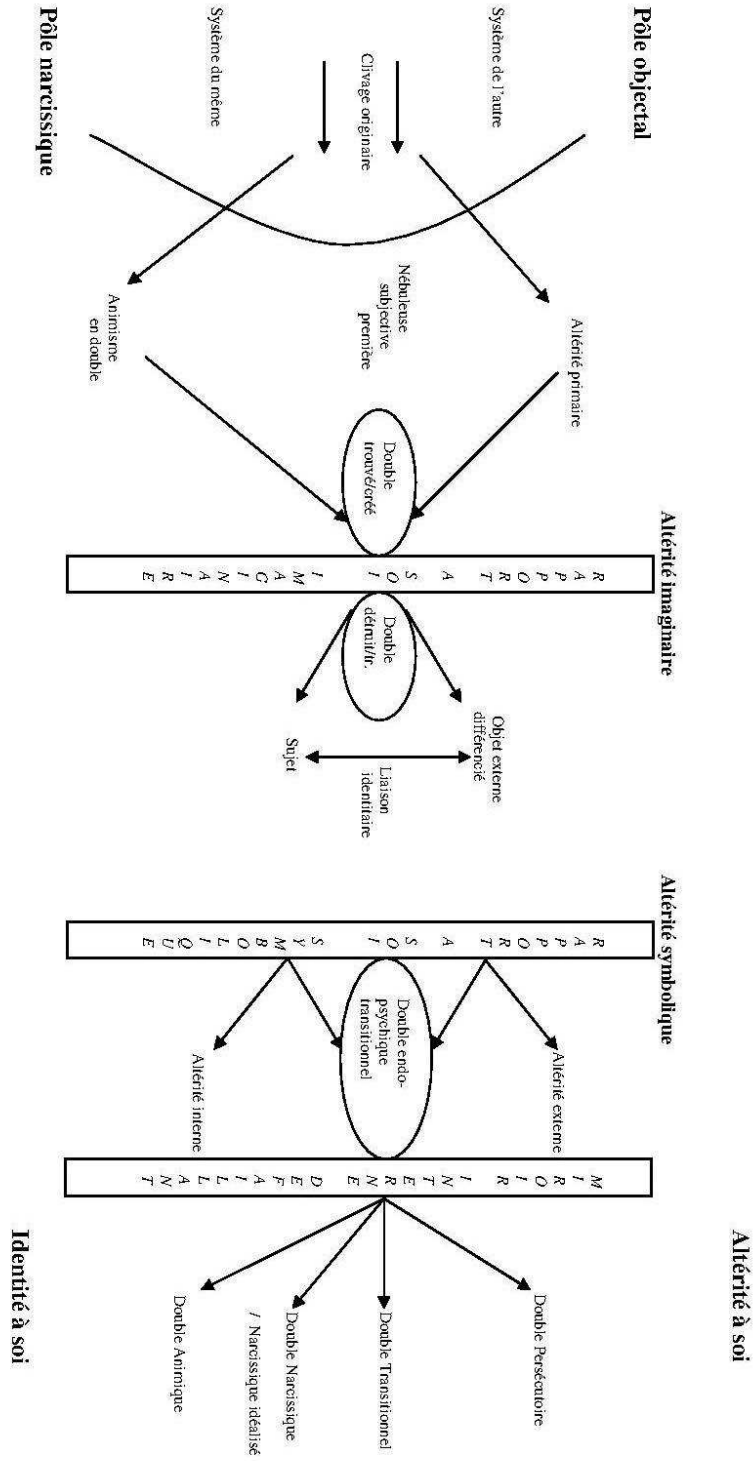 Altérité à soi
Altérité imaginaire
Altérité symbolique
Pôle objectal
Système de l'autre
Clivage originaire
Système du même
Pôle narcissique
Altérité primaire
Nébuleuse
subjective
première
Animisme
en double
Double
trouvé/créé
RAPPORT A SOI IMAGINAIRE
Double
détruit/tr.
Objet externe
différencié
Liaison
identitaire
Sujet
RAPPORT A SOI SYMBOLIQUE
Altérité externe
Double endo-
psychique
transitionnel
Altérité interne
MIROIR INTERNE DEFAILLANT
Double Persécutoire
Double Transitionnel
Double Narcissique
/ Narcissique idéalisé
Double Animique
Identité à soi